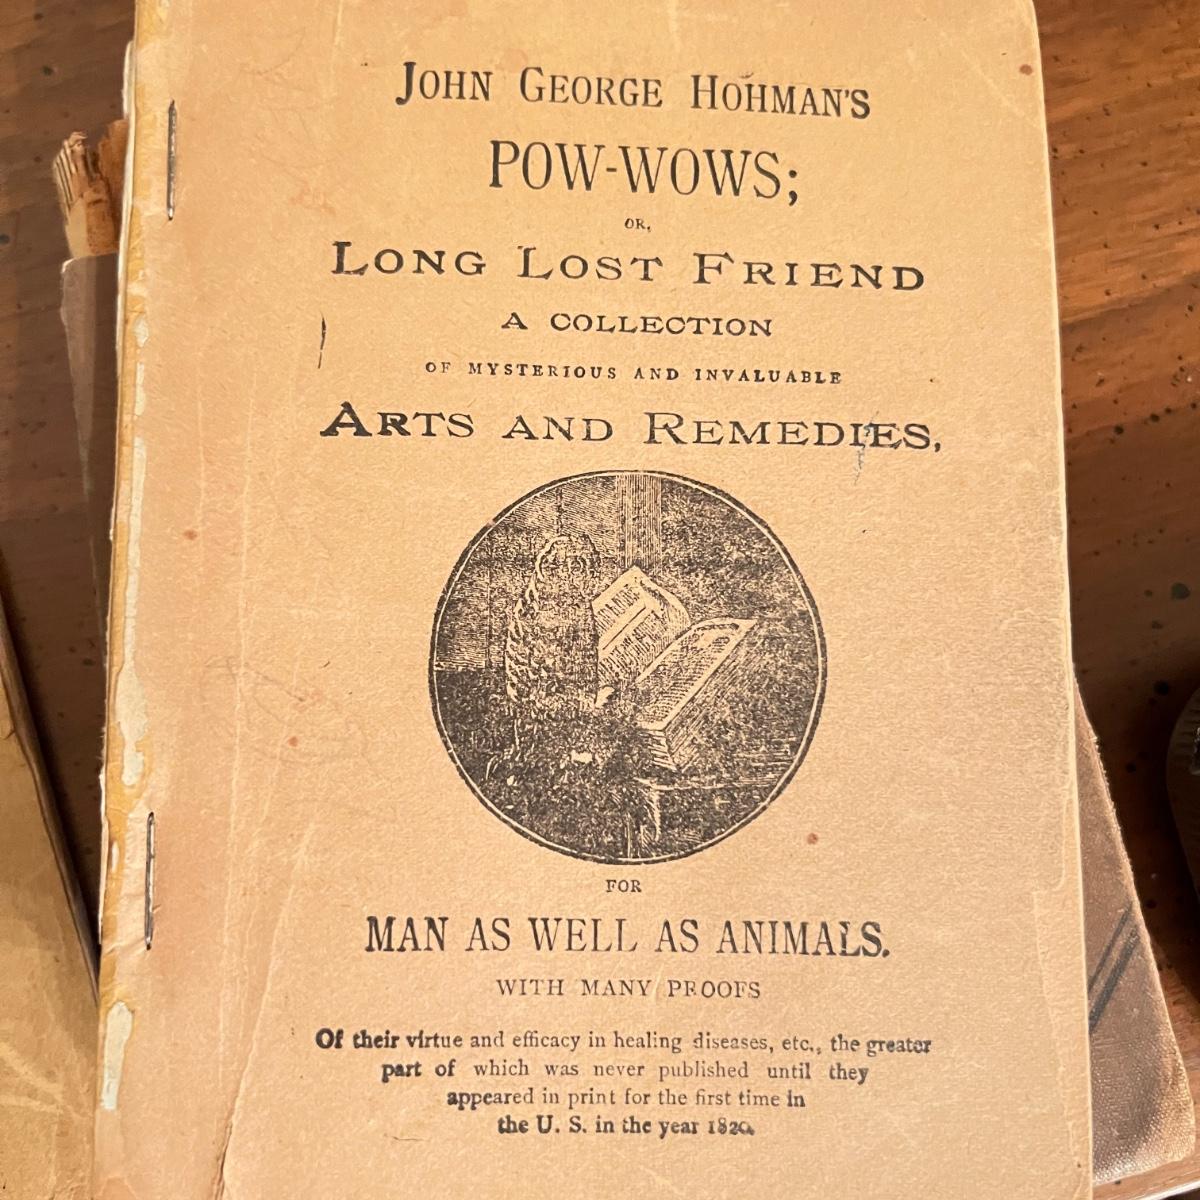 JOHN GEORGE HOHMAN'S
POW-WOWS;
OR,
LONG LOST FRIEND
A COLLECTION
OF MYSTERIOUS AND INVALUABLE
ARTS AND REMEDIES,
FOR
MAN AS WELL AS ANIMALS.
WITH MANY PROOFS
Of their virtue and efficacy in healing diseases, etc., the greater
part of which was never published until they
appeared in print for the first time in
the U. S. in the year 1820.